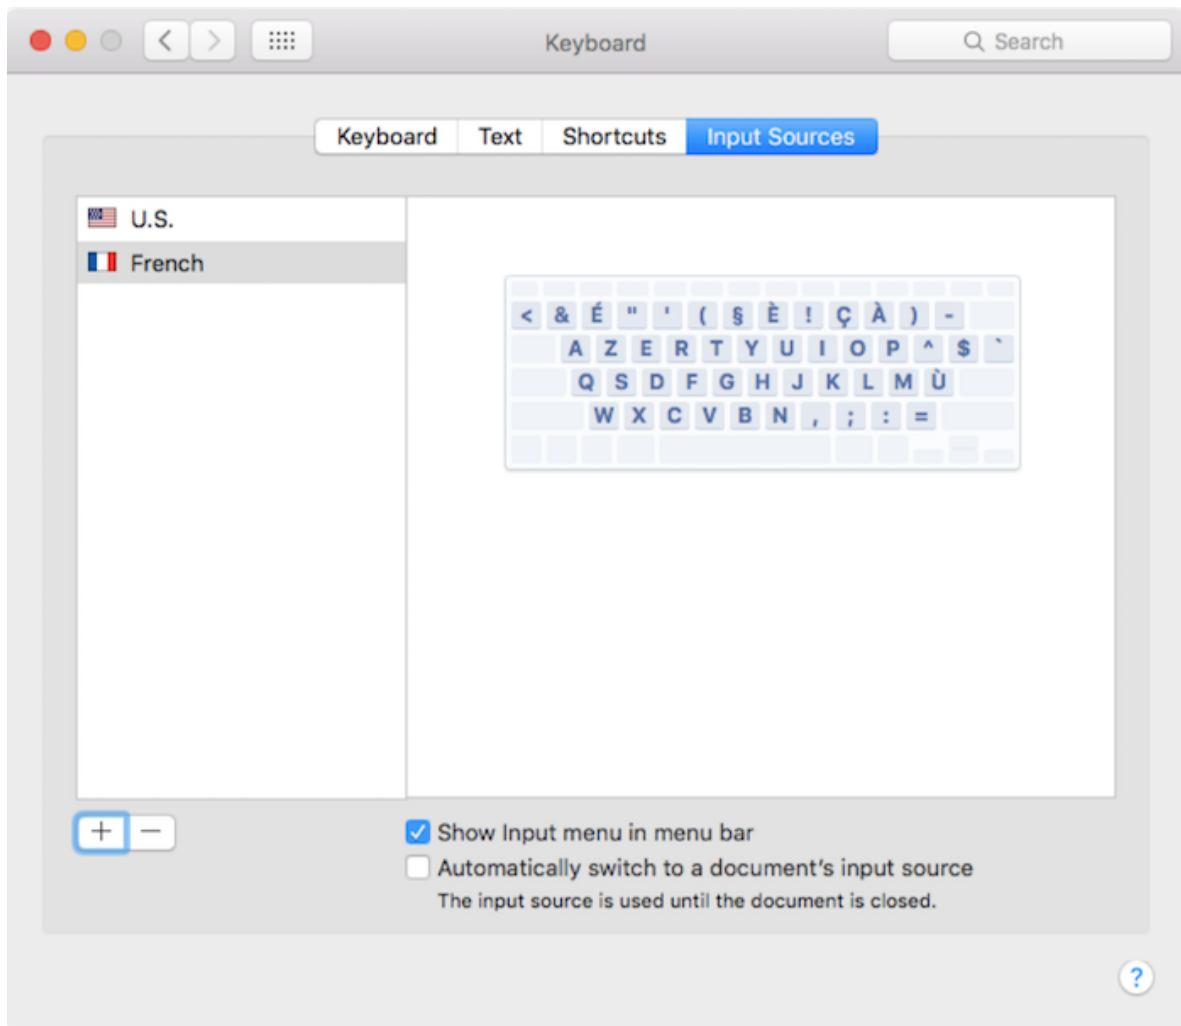 Keyboard
Search
Keyboard Text Shortcuts Input Sources
U.S.
French
< & É " ' ( § È ! Ç À ) -
A Z E R T Y U I O P ^ $ `
Q S D F G H J K L M Ù
W X C V B N , ; : =
+ −
Show Input menu in menu bar
Automatically switch to a document's input source
The input source is used until the document is closed.
?